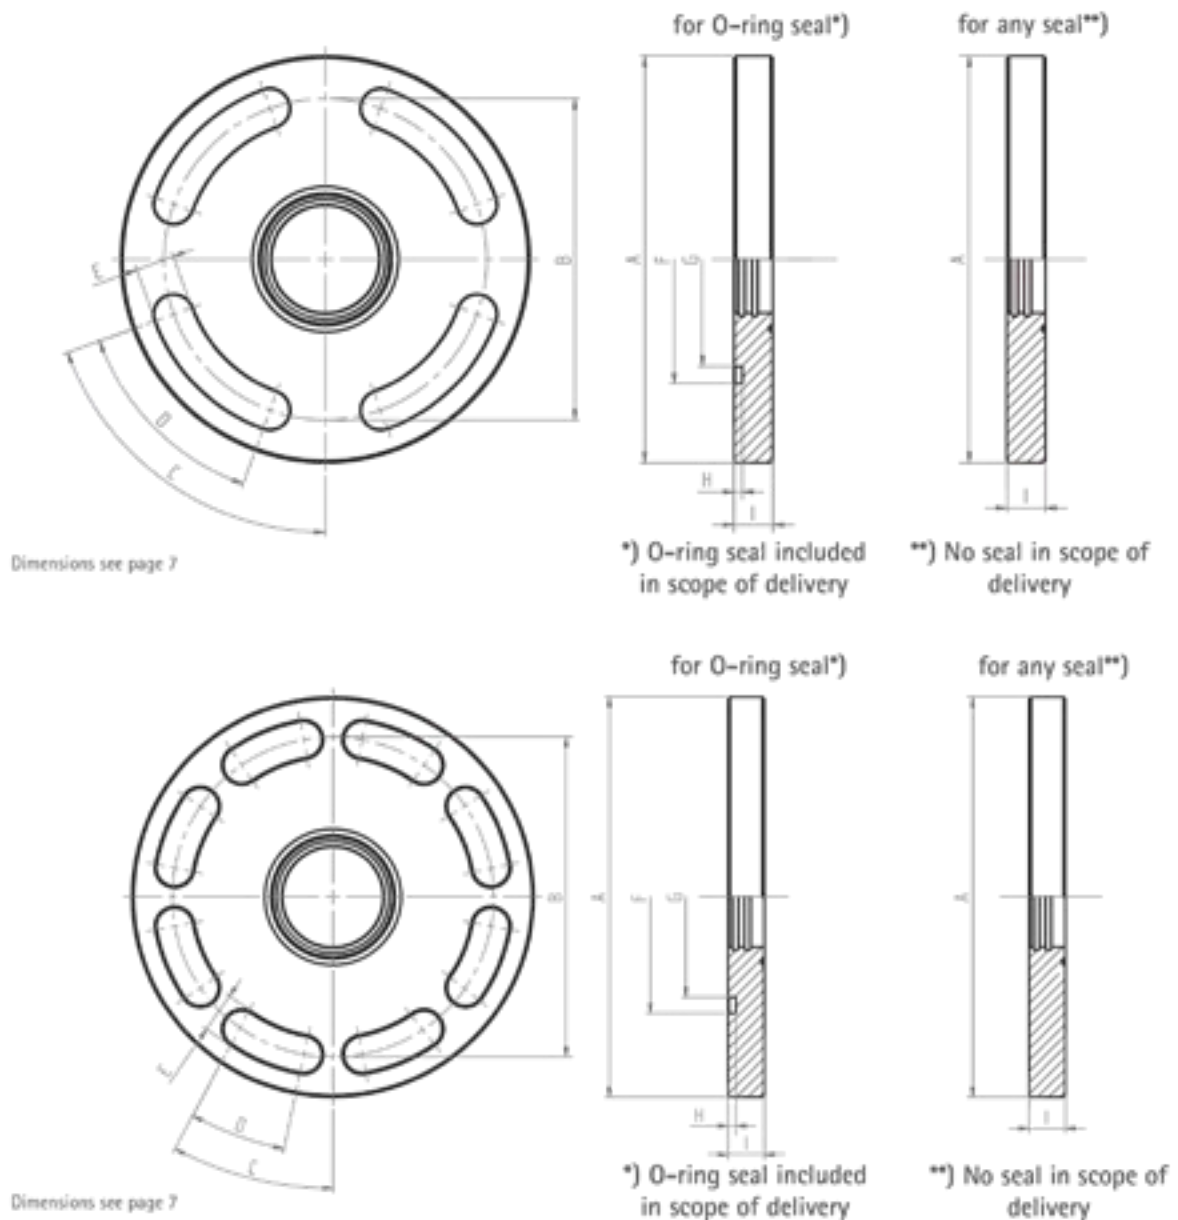 for O-ring seal*)
for any seal**)
E
B
D
C
A
F
G
H
I
A
I
Dimensions see page 7
*) O-ring seal included
in scope of delivery
**) No seal in scope of
delivery
for O-ring seal*)
for any seal**)
B
E
D
C
A
F
G
H
I
A
I
Dimensions see page 7
*) O-ring seal included
in scope of delivery
**) No seal in scope of
delivery